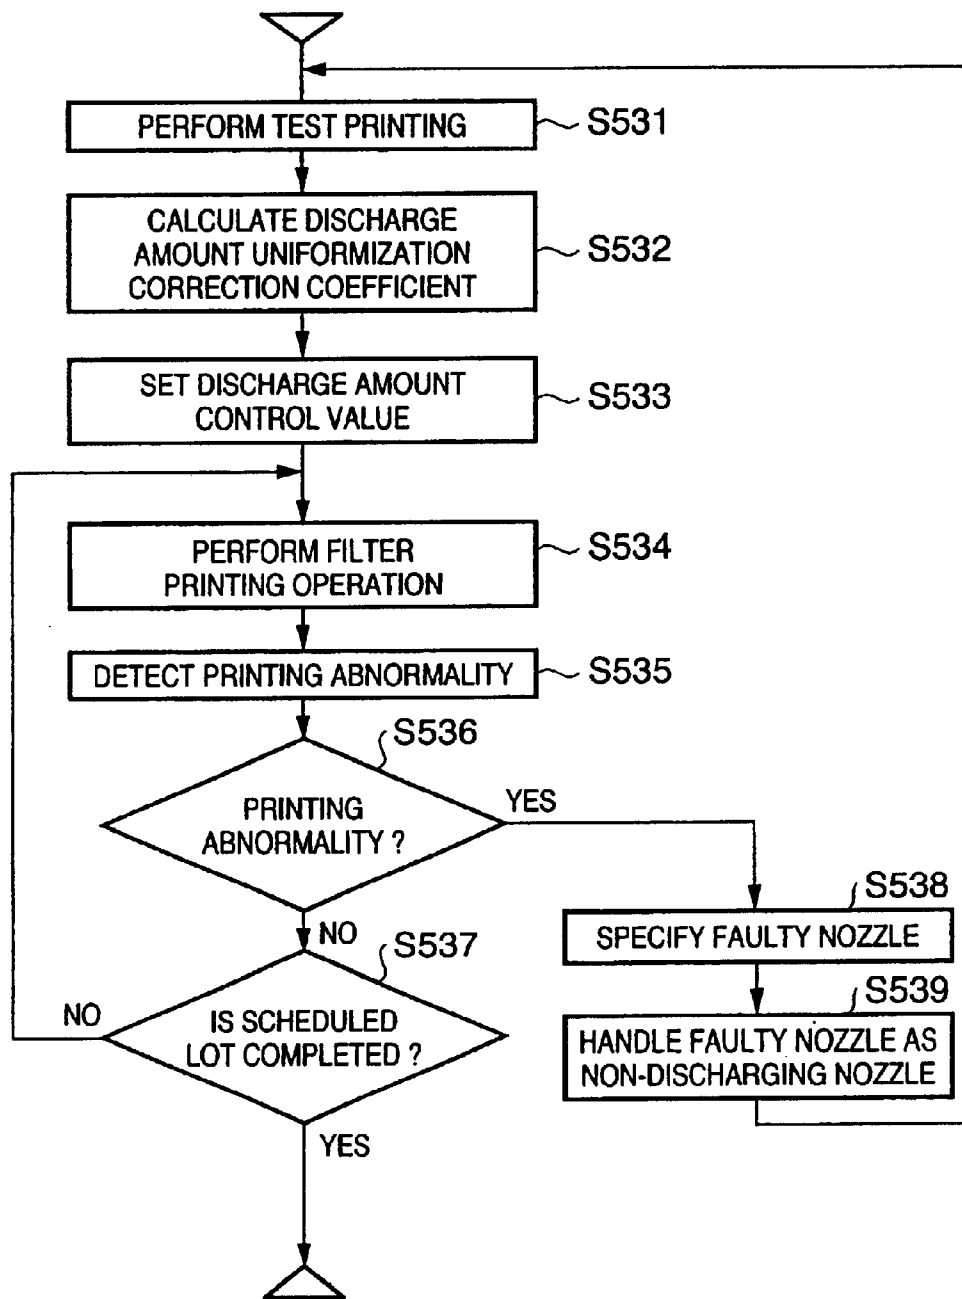 PERFORM TEST PRINTING
S531
CALCULATE DISCHARGE
AMOUNT UNIFORMIZATION
CORRECTION COEFFICIENT
S532
SET DISCHARGE AMOUNT
CONTROL VALUE
S533
PERFORM FILTER
PRINTING OPERATION
S534
DETECT PRINTING ABNORMALITY
S535
S536
PRINTING
ABNORMALITY ?
YES
NO
S538
SPECIFY FAULTY NOZZLE
S537
IS SCHEDULED
LOT COMPLETED ?
NO
YES
S539
HANDLE FAULTY NOZZLE AS
NON-DISCHARGING NOZZLE